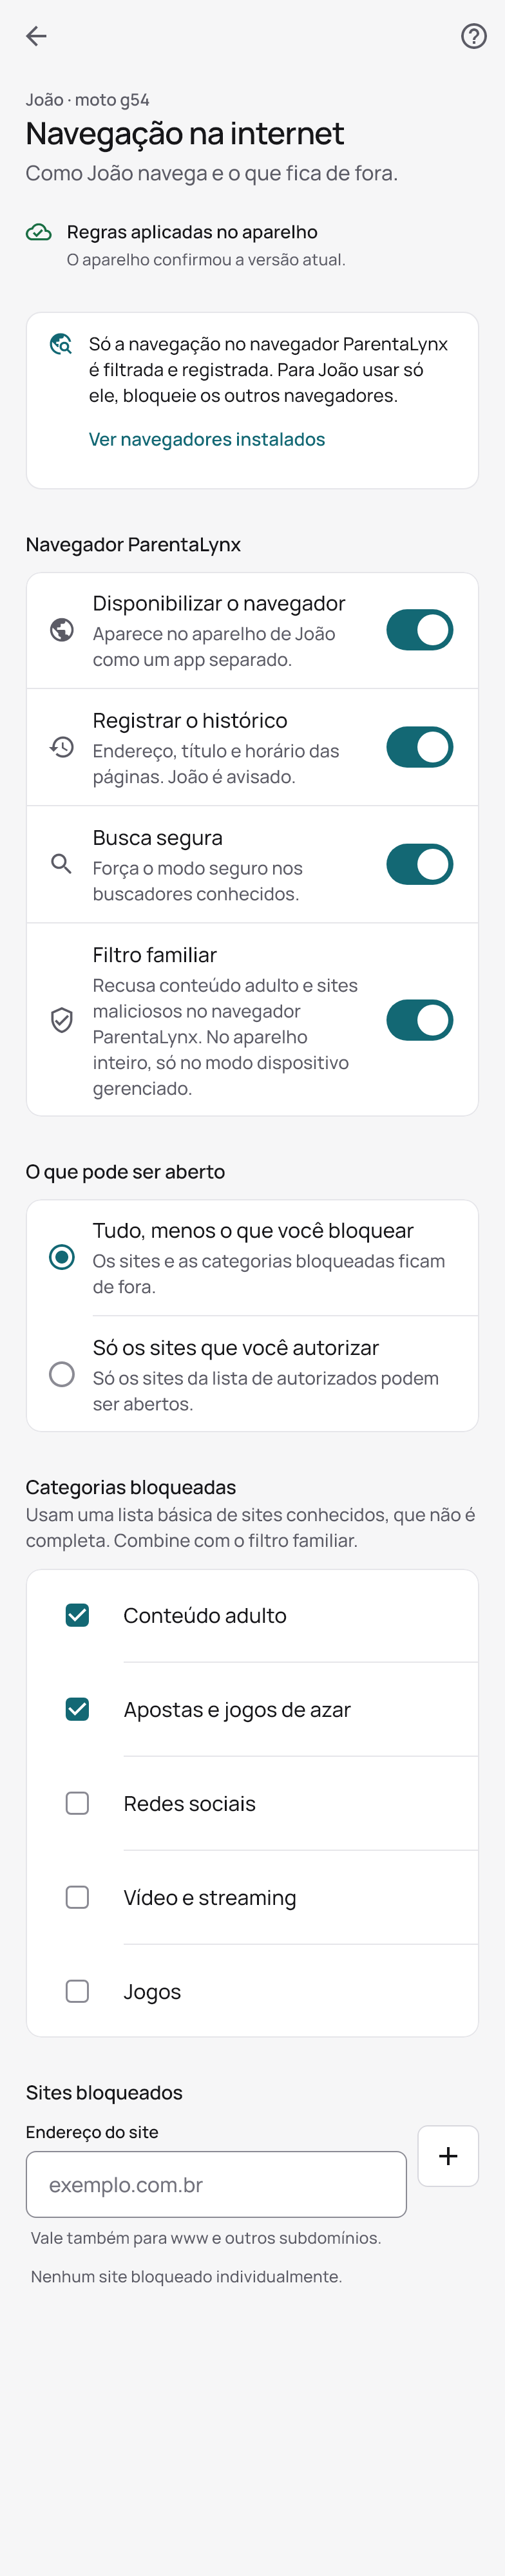 João · moto g54
Navegação na internet
Como João navega e o que fica de fora.
Regras aplicadas no aparelho
O aparelho confirmou a versão atual.
Só a navegação no navegador ParentaLynx
é filtrada e registrada. Para João usar só
ele, bloqueie os outros navegadores.
Ver navegadores instalados
Navegador ParentaLynx
Disponibilizar o navegador
Aparece no aparelho de João
como um app separado.
Registrar o histórico
Endereço, título e horário das
páginas. João é avisado.
Busca segura
Força o modo seguro nos
buscadores conhecidos.
Filtro familiar
Recusa conteúdo adulto e sites
maliciosos no navegador
ParentaLynx. No aparelho
inteiro, só no modo dispositivo
gerenciado.
O que pode ser aberto
Tudo, menos o que você bloquear
Os sites e as categorias bloqueadas ficam
de fora.
Só os sites que você autorizar
Só os sites da lista de autorizados podem
ser abertos.
Categorias bloqueadas
Usam uma lista básica de sites conhecidos, que não é
completa. Combine com o filtro familiar.
Conteúdo adulto
Apostas e jogos de azar
Redes sociais
Vídeo e streaming
Jogos
Sites bloqueados
Endereço do site
exemplo.com.br
Vale também para www e outros subdomínios.
Nenhum site bloqueado individualmente.